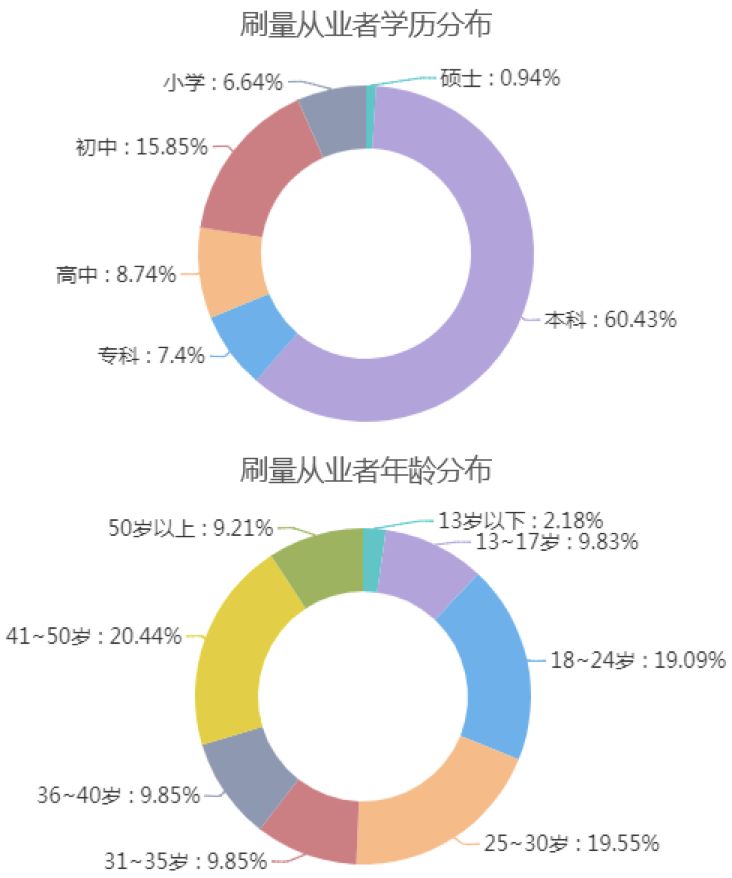 刷量从业者学历分布
硕士 : 0.94%
小学 : 6.64%
初中 : 15.85%
高中 : 8.74%
本科 : 60.43%
专科 : 7.4%
刷量从业者年龄分布
13岁以下 : 2.18%
50岁以上 : 9.21%
13~17岁 : 9.83%
41~50岁 : 20.44%
18~24岁 : 19.09%
36~40岁 : 9.85%
25~30岁 : 19.55%
31~35岁 : 9.85%